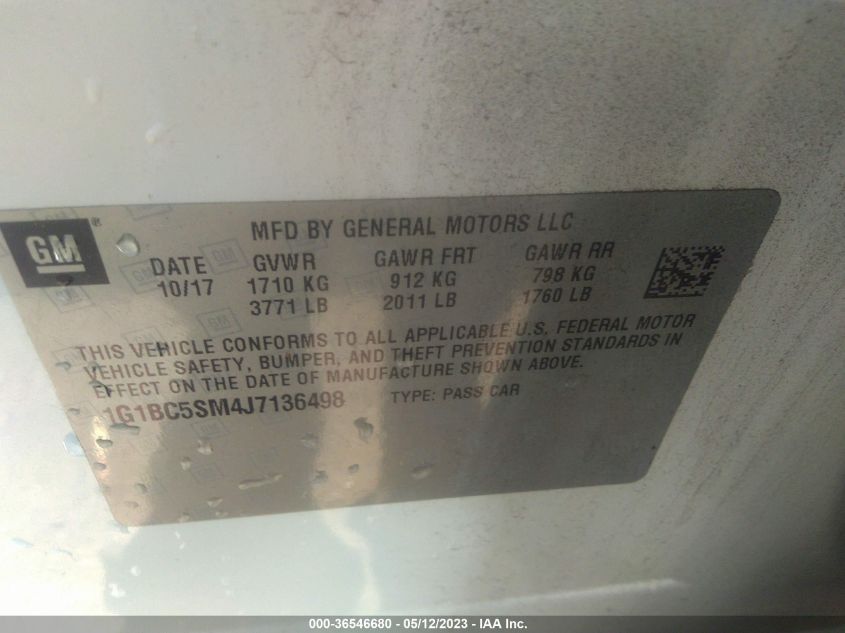 GM®
MFD BY GENERAL MOTORS LLC
DATE GVWR GAWR FRT GAWR RR
10/17 1710 KG 912 KG 798 KG
3771 LB 2011 LB 1760 LB
THIS VEHICLE CONFORMS TO ALL APPLICABLE U.S. FEDERAL MOTOR
VEHICLE SAFETY, BUMPER, AND THEFT PREVENTION STANDARDS IN
EFFECT ON THE DATE OF MANUFACTURE SHOWN ABOVE.
1G1BC5SM4J7136498 TYPE: PASS CAR
000-36546680 - 05/12/2023 - IAA Inc.